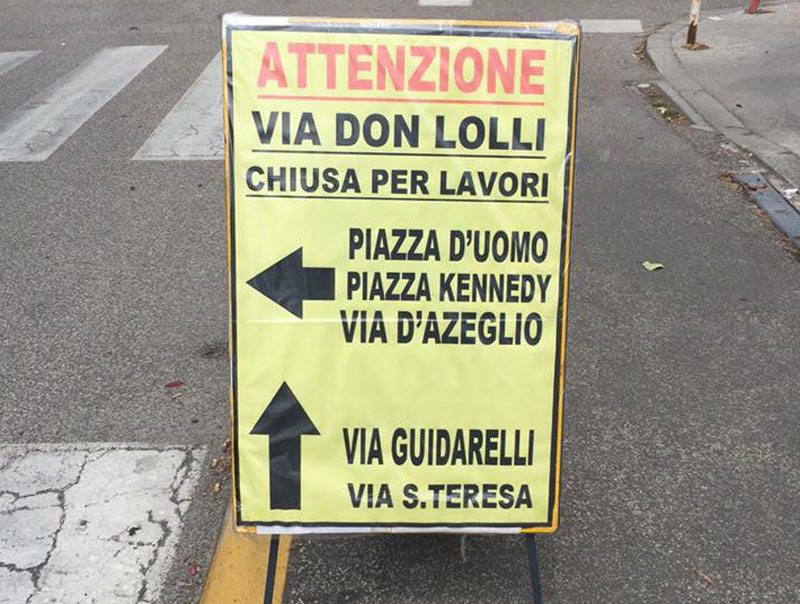 ATTENZIONE
VIA DON LOLLI
CHIUSA PER LAVORI
PIAZZA D'UOMO
PIAZZA KENNEDY
VIA D'AZEGLIO
VIA GUIDARELLI
VIA S.TERESA